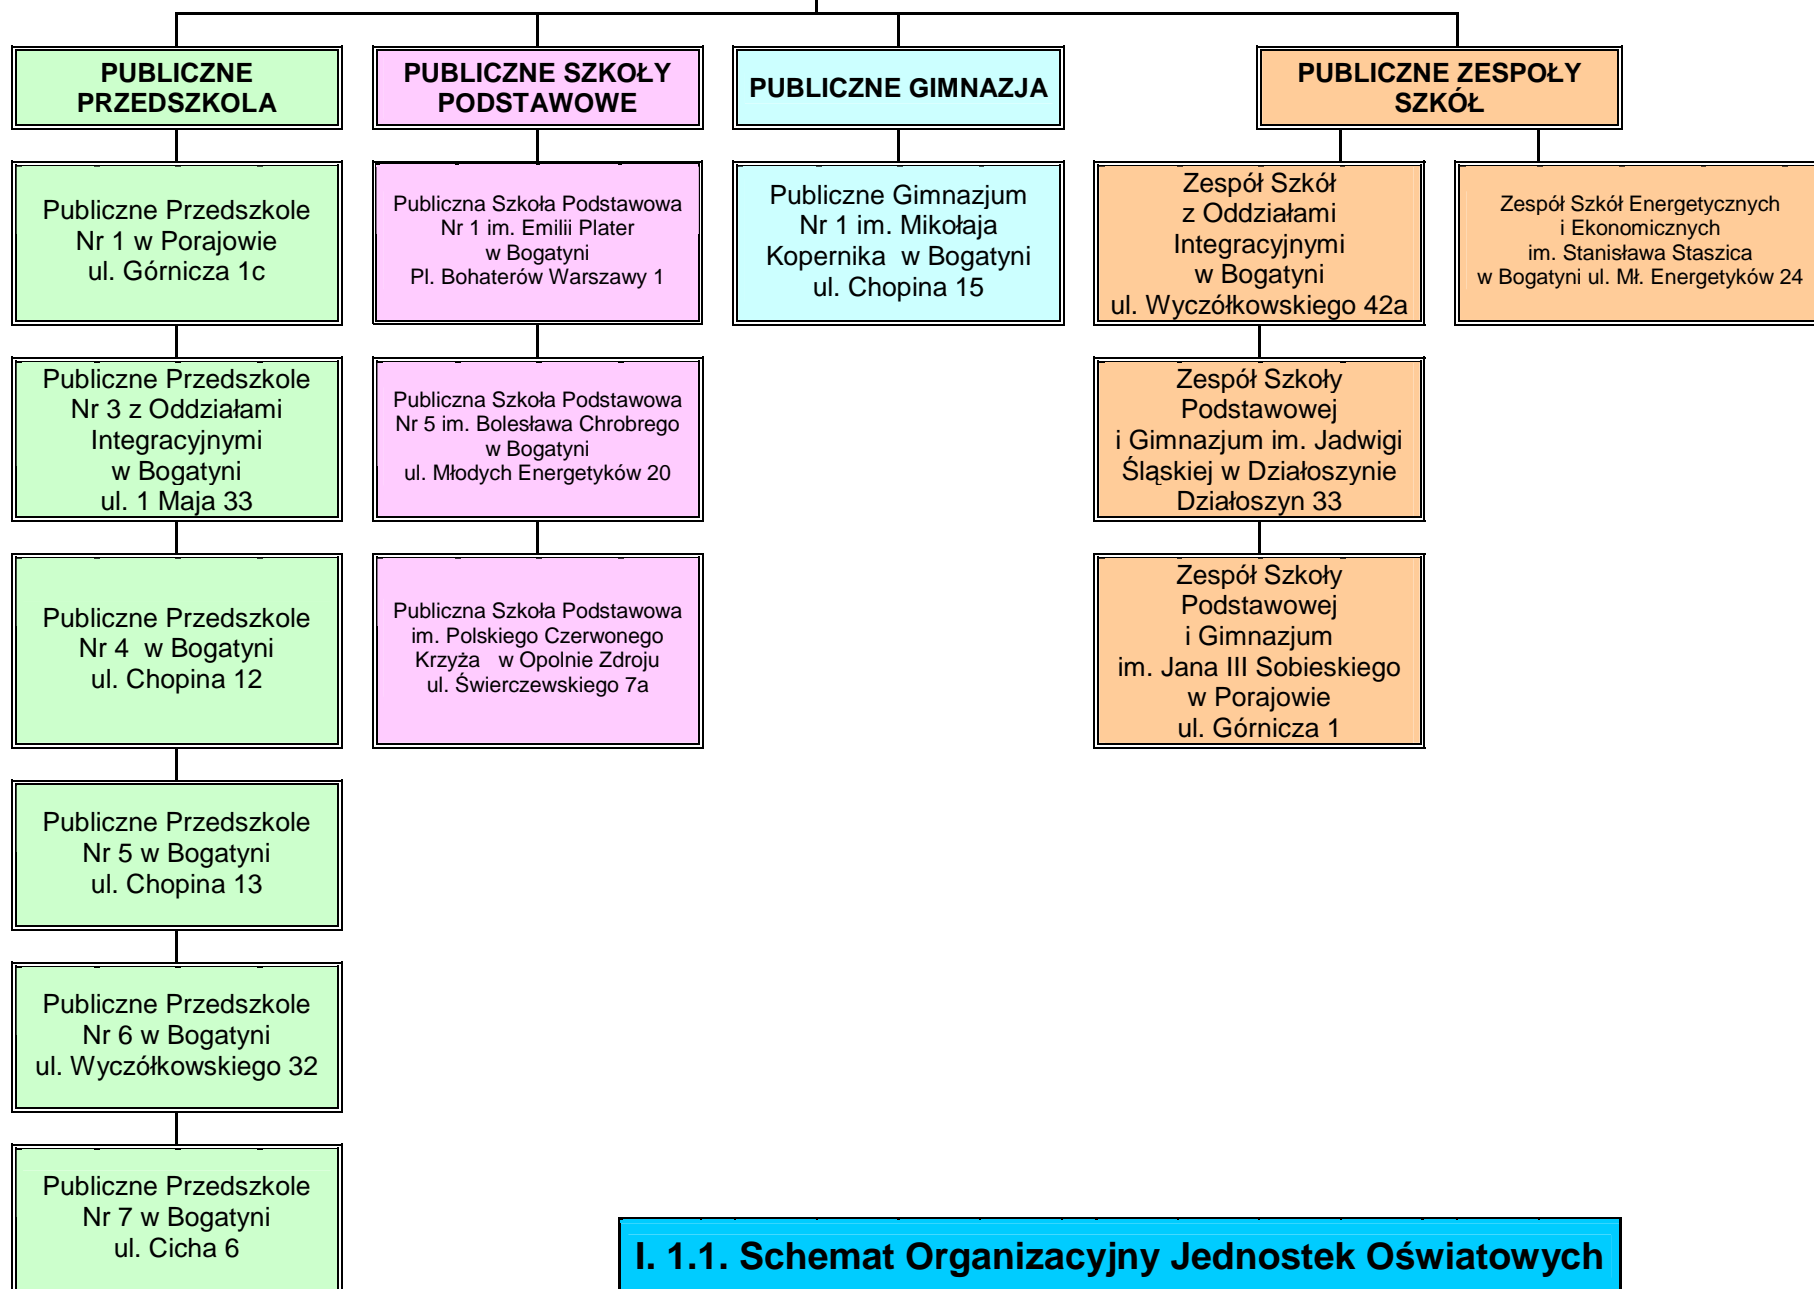 PUBLICZNE
PRZEDSZKOLA
Publiczne Przedszkole
Nr 1 w Porajowie
ul. Górnicza 1c
Publiczne Przedszkole
Nr 3 z Oddziałami
Integracyjnymi
w Bogatyni
ul. 1 Maja 33
Publiczne Przedszkole
Nr 4 w Bogatyni
ul. Chopina 12
Publiczne Przedszkole
Nr 5 w Bogatyni
ul. Chopina 13
Publiczne Przedszkole
Nr 6 w Bogatyni
ul. Wyczółkowskiego 32
Publiczne Przedszkole
Nr 7 w Bogatyni
ul. Cicha 6
PUBLICZNE SZKOŁY
PODSTAWOWE
Publiczna Szkoła Podstawowa
Nr 1 im. Emilii Plater
w Bogatyni
Pl. Bohaterów Warszawy 1
Publiczna Szkoła Podstawowa
Nr 5 im. Bolesława Chrobrego
w Bogatyni
ul. Młodych Energetyków 20
Publiczna Szkoła Podstawowa
im. Polskiego Czerwonego
Krzyża w Opolnie Zdroju
ul. Świerczewskiego 7a
PUBLICZNE GIMNAZJA
Publiczne Gimnazjum
Nr 1 im. Mikołaja
Kopernika w Bogatyni
ul. Chopina 15
PUBLICZNE ZESPOŁY
SZKÓŁ
Zespół Szkół
z Oddziałami
Integracyjnymi
w Bogatyni
ul. Wyczółkowskiego 42a
Zespół Szkoły
Podstawowej
i Gimnazjum im. Jadwigi
Śląskiej w Działoszynie
Działoszyn 33
Zespół Szkoły
Podstawowej
i Gimnazjum
im. Jana III Sobieskiego
w Porajowie
ul. Górnicza 1
Zespół Szkół Energetycznych
i Ekonomicznych
im. Stanisława Staszica
w Bogatyni ul. Mł. Energetyków 24
I. 1.1. Schemat Organizacyjny Jednostek Oświatowych